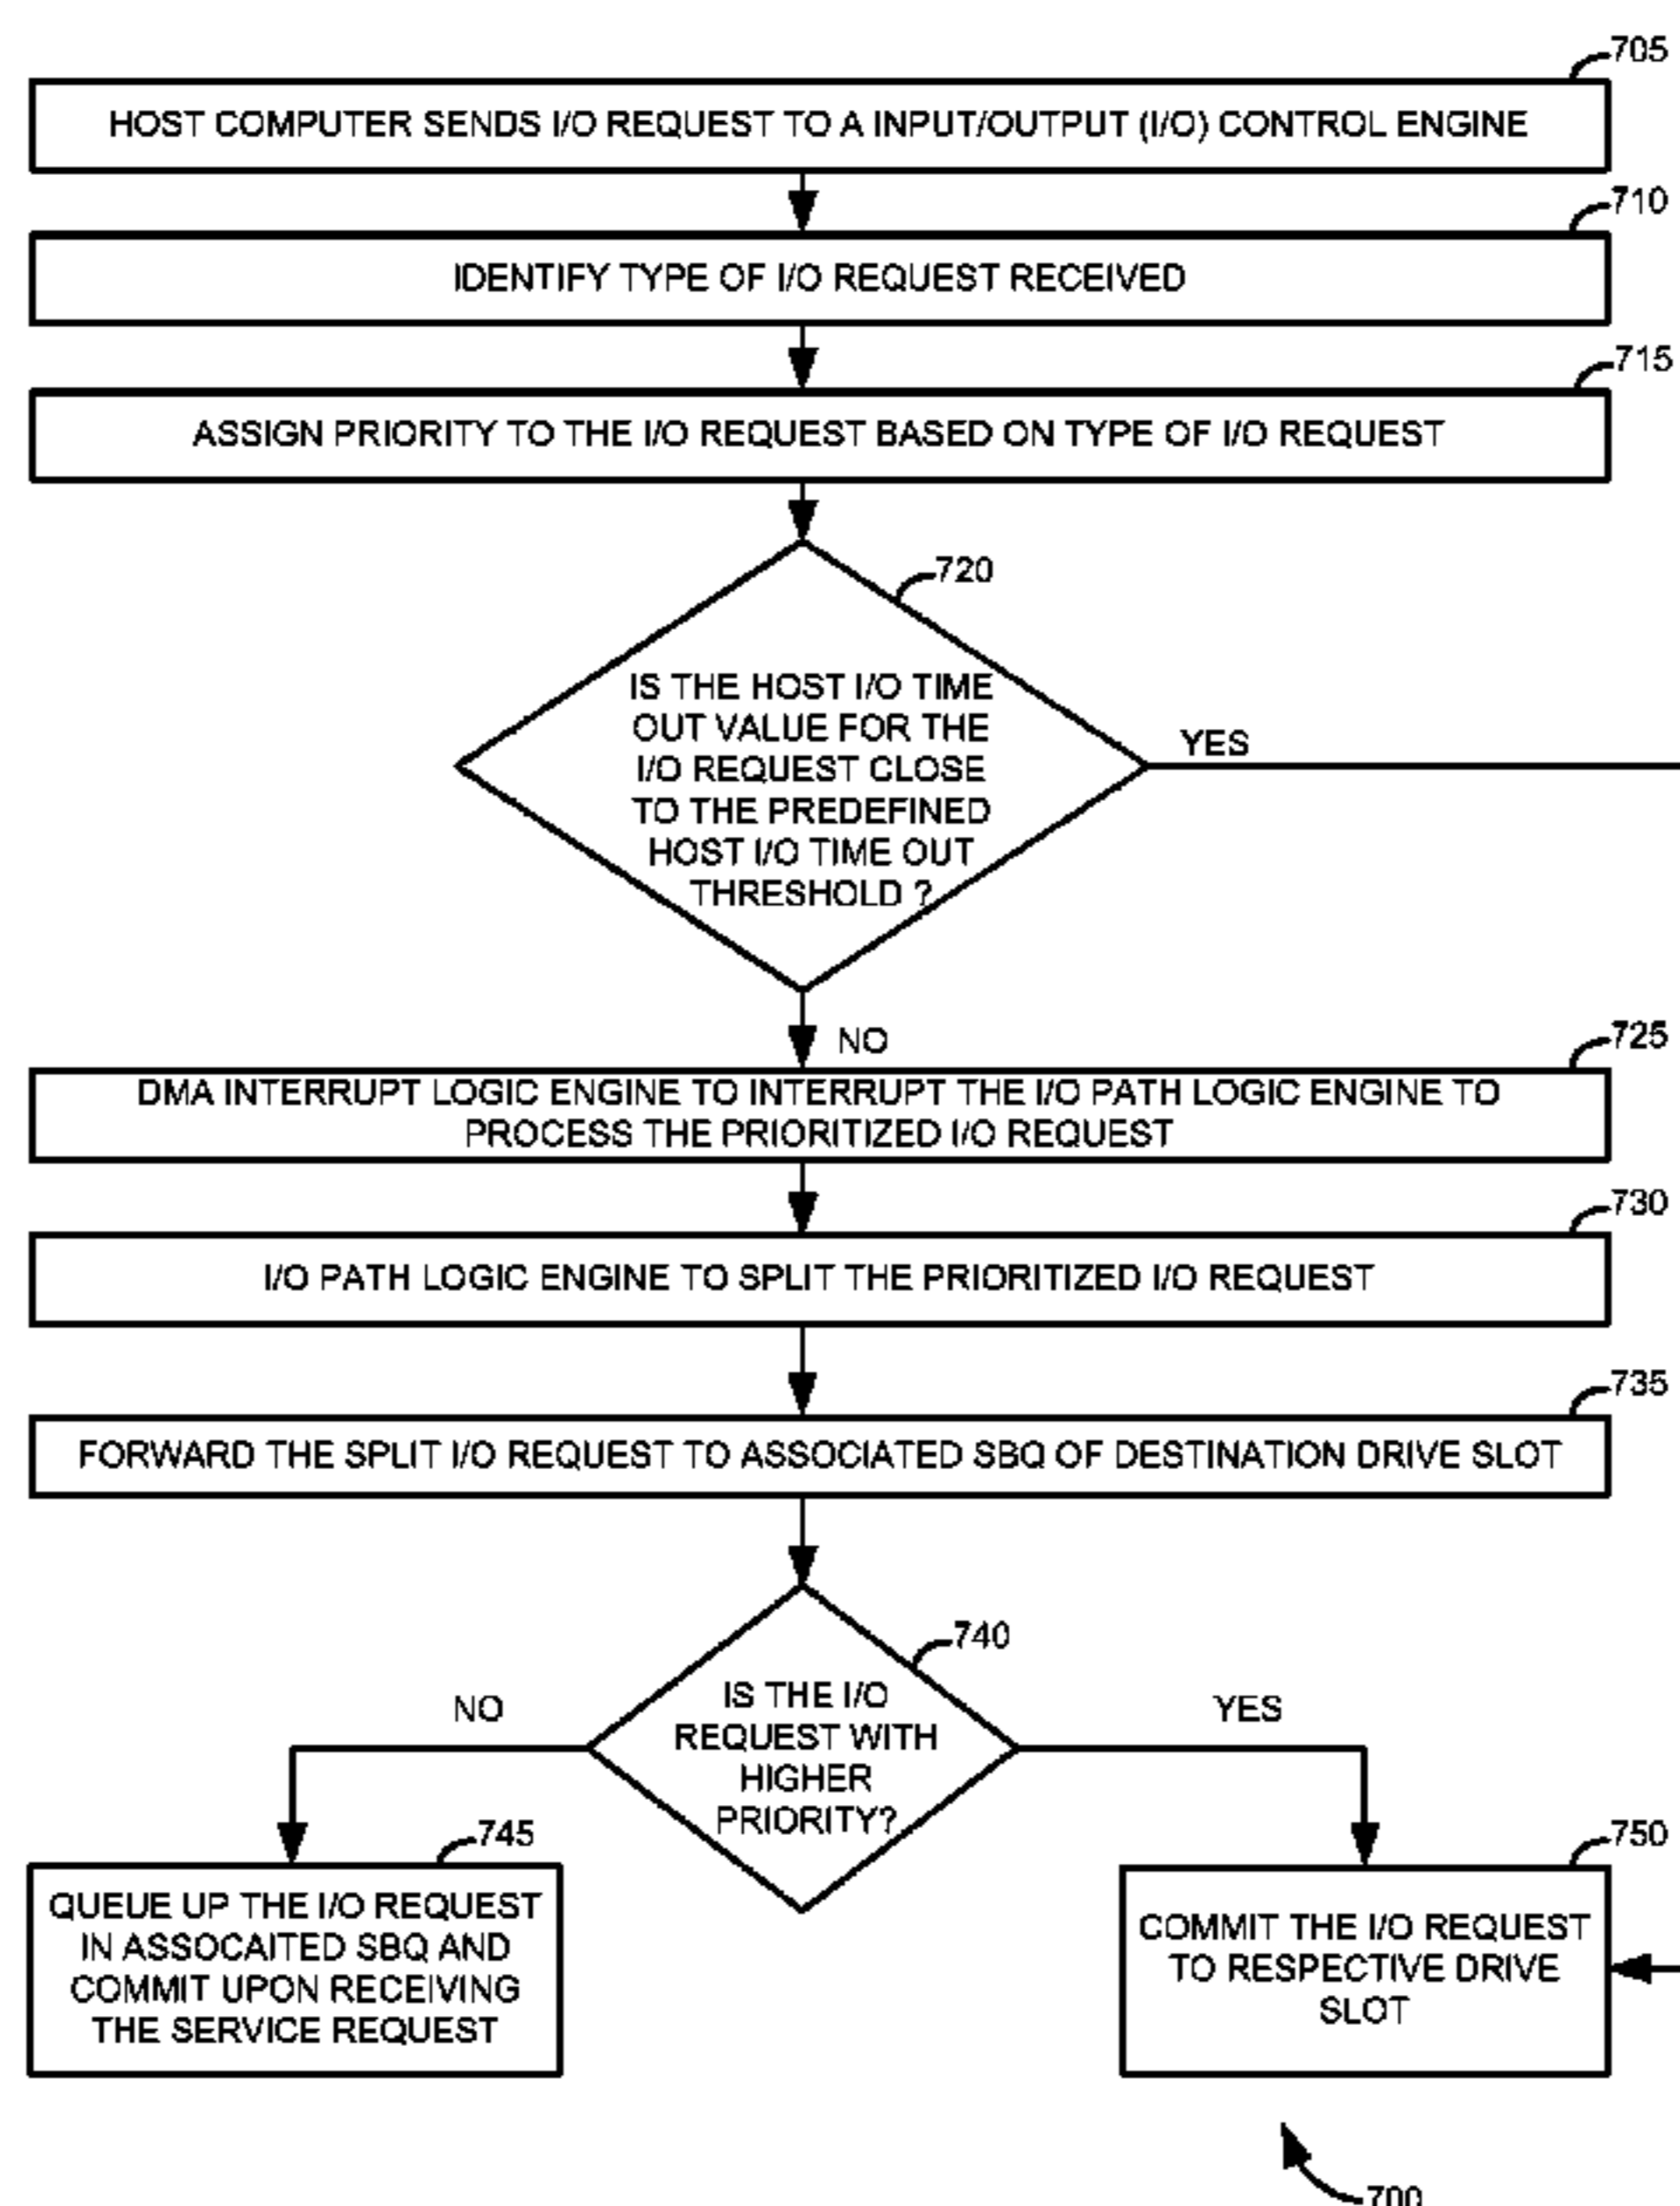 705
HOST COMPUTER SENDS I/O REQUEST TO A INPUT/OUTPUT (I/O) CONTROL ENGINE
710
IDENTIFY TYPE OF I/O REQUEST RECEIVED
715
ASSIGN PRIORITY TO THE I/O REQUEST BASED ON TYPE OF I/O REQUEST
720
IS THE HOST I/O TIME
OUT VALUE FOR THE
I/O REQUEST CLOSE
TO THE PREDEFINED
HOST I/O TIME OUT
THRESHOLD ?
YES
NO
725
DMA INTERRUPT LOGIC ENGINE TO INTERRUPT THE I/O PATH LOGIC ENGINE TO
PROCESS THE PRIORITIZED I/O REQUEST
730
I/O PATH LOGIC ENGINE TO SPLIT THE PRIORITIZED I/O REQUEST
735
FORWARD THE SPLIT I/O REQUEST TO ASSOCIATED SBQ OF DESTINATION DRIVE SLOT
740
IS THE I/O
REQUEST WITH
HIGHER
PRIORITY?
NO
YES
745
QUEUE UP THE I/O REQUEST
IN ASSOCAITED SBQ AND
COMMIT UPON RECEIVING
THE SERVICE REQUEST
750
COMMIT THE I/O REQUEST
TO RESPECTIVE DRIVE
SLOT
700